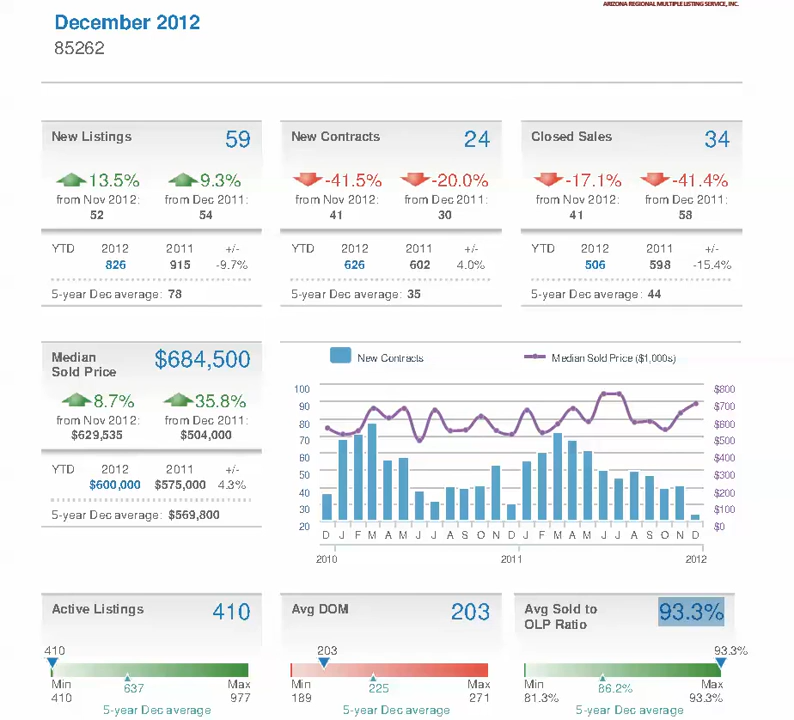 ARIZONA REGIONAL MULTIPLE LISTING SERVICE, INC.
December 2012
85262
New Listings 59
13.5% 9.3%
from Nov 2012: from Dec 2011:
52 54
YTD 2012 2011 +/-
826 915 -9.7%
5-year Dec average: 78
New Contracts 24
-41.5% -20.0%
from Nov 2012: from Dec 2011:
41 30
YTD 2012 2011 +/-
626 602 4.0%
5-year Dec average: 35
Closed Sales 34
-17.1% -41.4%
from Nov 2012: from Dec 2011:
41 58
YTD 2012 2011 +/-
506 598 -15.4%
5-year Dec average: 44
Median
Sold Price $684,500
8.7% 35.8%
from Nov 2012: from Dec 2011:
$629,535 $504,000
YTD 2012 2011 +/-
$600,000 $575,000 4.3%
5-year Dec average: $569,800
New Contracts Median Sold Price ($1,000s)
100 $800
90 $700
80 $600
70 $500
60 $400
50 $300
40 $200
30 $100
20 $0
D J F M A M J J A S O N D J F M A M J J A S O N D
2010 2011 2012
Active Listings 410
410
Min Max
410 637 977
5-year Dec average
Avg DOM 203
203
Min Max
189 225 271
5-year Dec average
Avg Sold to
OLP Ratio 93.3%
93.3%
Min Max
81.3% 86.2% 93.3%
5-year Dec average